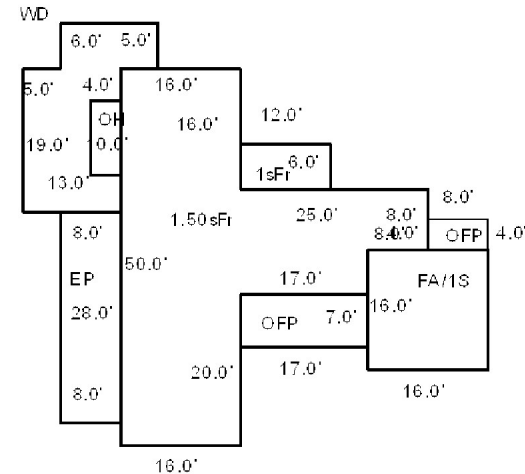 WD
6.0' 5.0'
5.0' 4.0' 16.0'
OH 16.0' 12.0'
19.0' 10.0' 6.0'
13.0' 1sFr
8.0' 1.50sFr 25.0' 8.0' 8.0'
8.0' 4.0' OFP 4.0'
50.0'
EP 17.0' FA/1S
28.0' OFP 7.0' 16.0'
20.0' 17.0'
8.0' 16.0'
16.0'